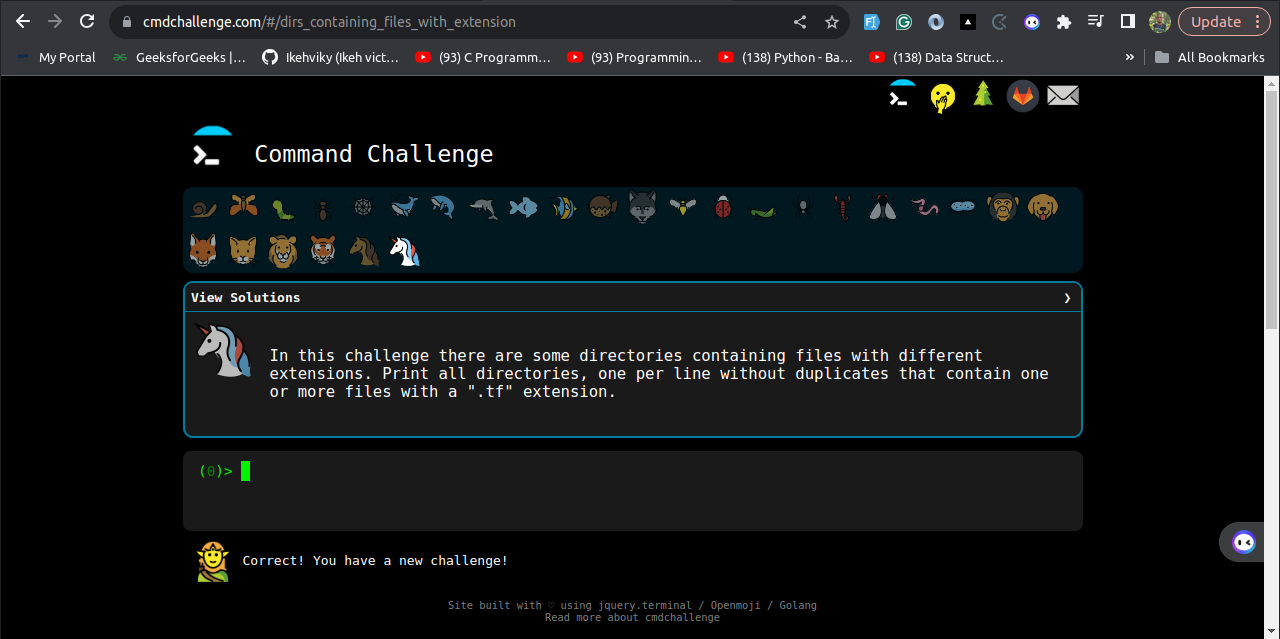 cmdchallenge.com/#/dirs_containing_files_with_extension
Update
My Portal
GeeksforGeeks |...
Ikehviky (Ikeh vict...
(93) C Programm...
(93) Programmin...
(138) Python - Ba...
(138) Data Struct...
»
All Bookmarks
Command Challenge
View Solutions ❯
In this challenge there are some directories containing files with different
extensions. Print all directories, one per line without duplicates that contain one
or more files with a ".tf" extension.
(0)>
Correct! You have a new challenge!
Site built with ♡ using jquery.terminal / Openmoji / Golang
Read more about cmdchallenge